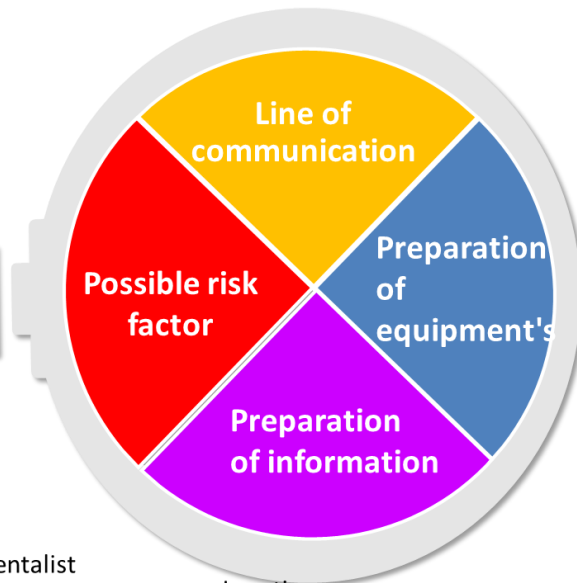 Line of
communication
Preparation
of
equipment's
Possible risk
factor
Preparation
of information
entalist